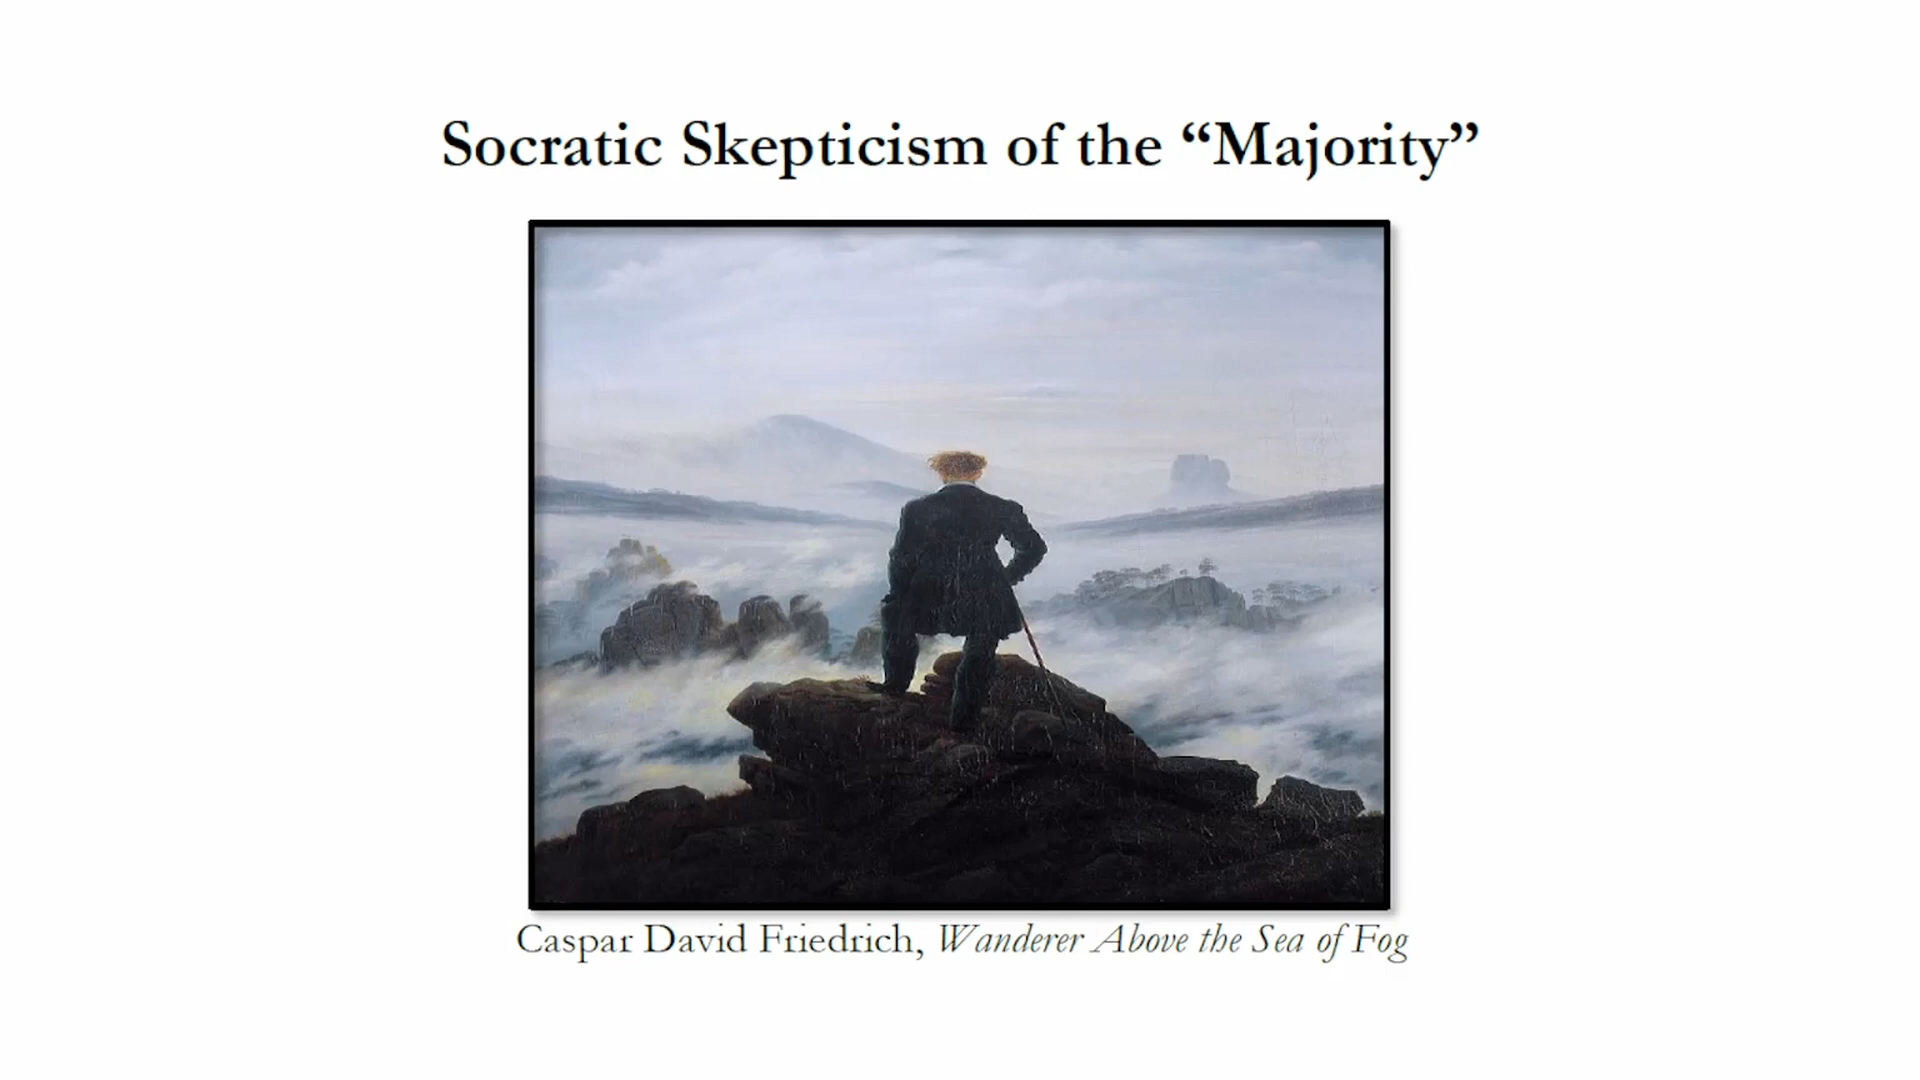 Socratic Skepticism of the “Majority”
Caspar David Friedrich, Wanderer Above the Sea of Fog